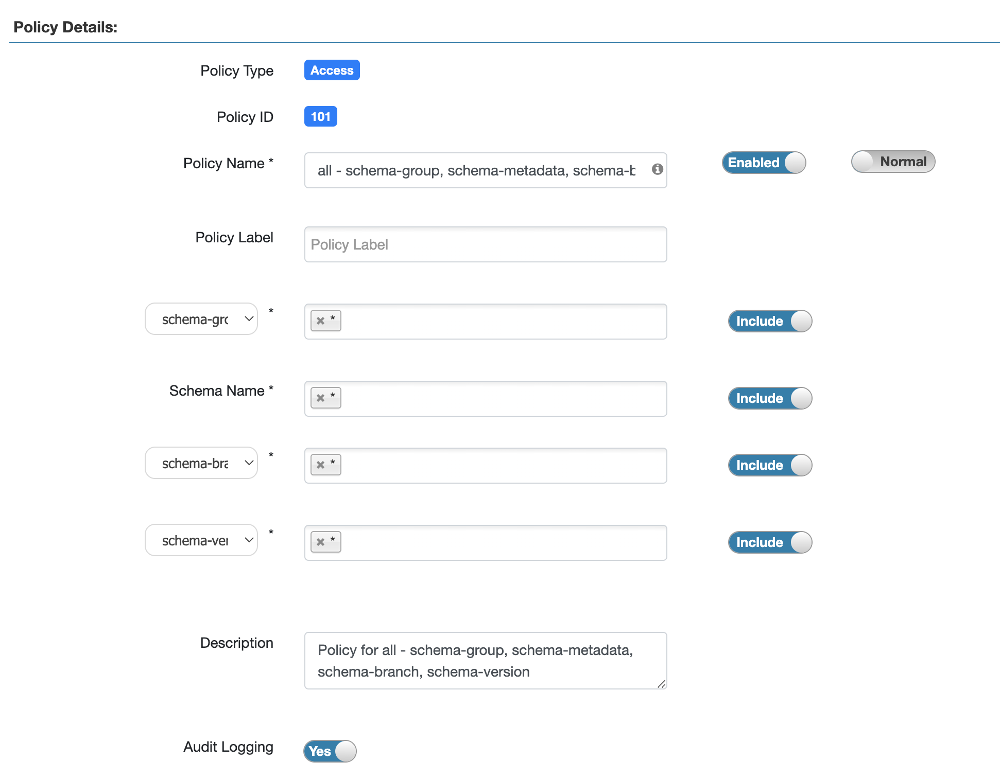 Policy Details:
Policy Type Access
Policy ID 101
Policy Name * all - schema-group, schema-metadata, schema-b Enabled Normal
Policy Label Policy Label
schema-gro * × * Include
Schema Name * × * Include
schema-bra * × * Include
schema-ver * × * Include
Description Policy for all - schema-group, schema-metadata,
schema-branch, schema-version
Audit Logging Yes